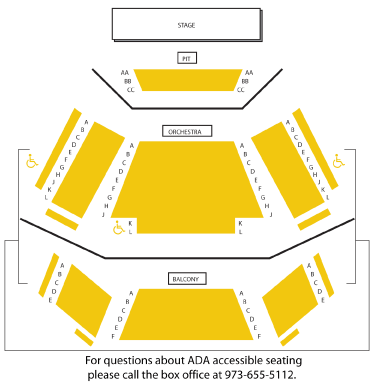 STAGE
PIT
AA AA
BB BB
CC CC
ORCHESTRA
A A A A
B B B B
C C C C
D D D D
E E E E
F F F F
G G G G
H H H H
J J J J
K K K K
L L L L
BALCONY
A A A A
B B B B
C C C C
D D D D
E E E E
F F
For questions about ADA accessible seating
please call the box office at 973-655-5112.